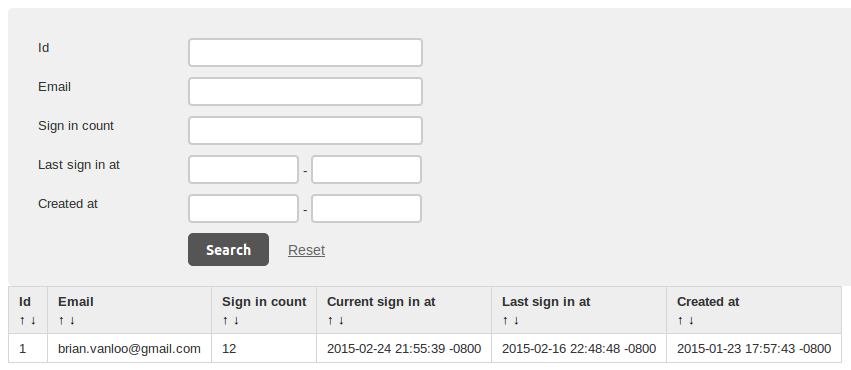 Id
Email
Sign in count
Last sign in at
-
Created at
-
Search Reset
Id Email Sign in count Current sign in at Last sign in at Created at
↑ ↓ ↑ ↓ ↑ ↓ ↑ ↓ ↑ ↓ ↑ ↓
1 brian.vanloo@gmail.com 12 2015-02-24 21:55:39 -0800 2015-02-16 22:48:48 -0800 2015-01-23 17:57:43 -0800